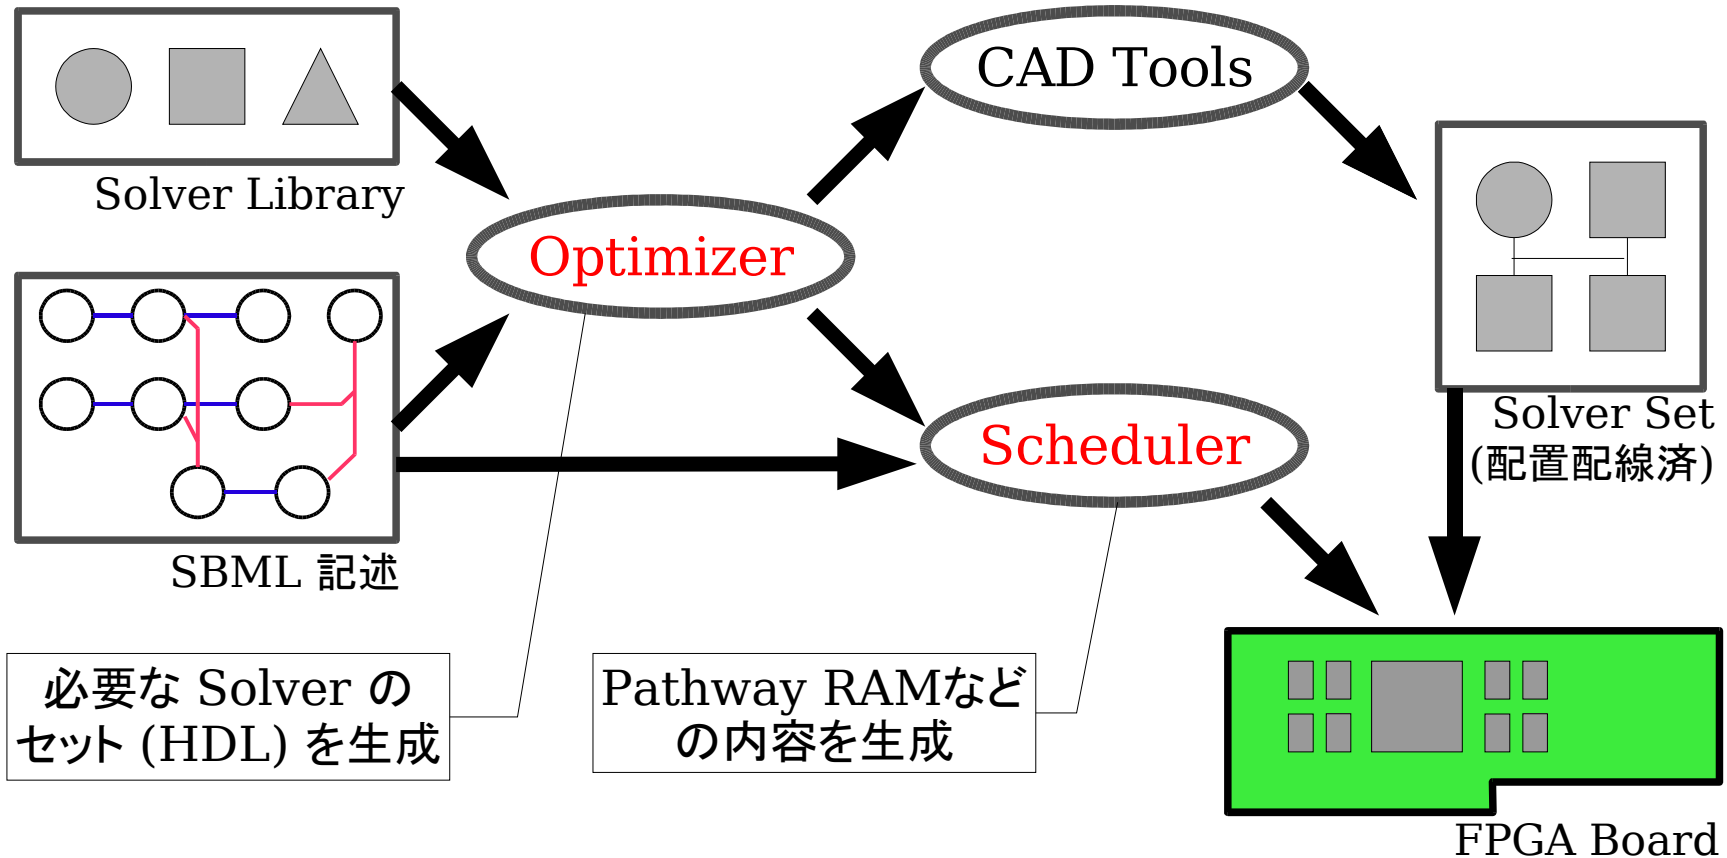 CAD Tools
Solver Library
Optimizer
Solver Set
(配置配線済)
Scheduler
SBML 記述
必要な Solver の
セット (HDL) を生成
Pathway RAMなど
の内容を生成
FPGA Board